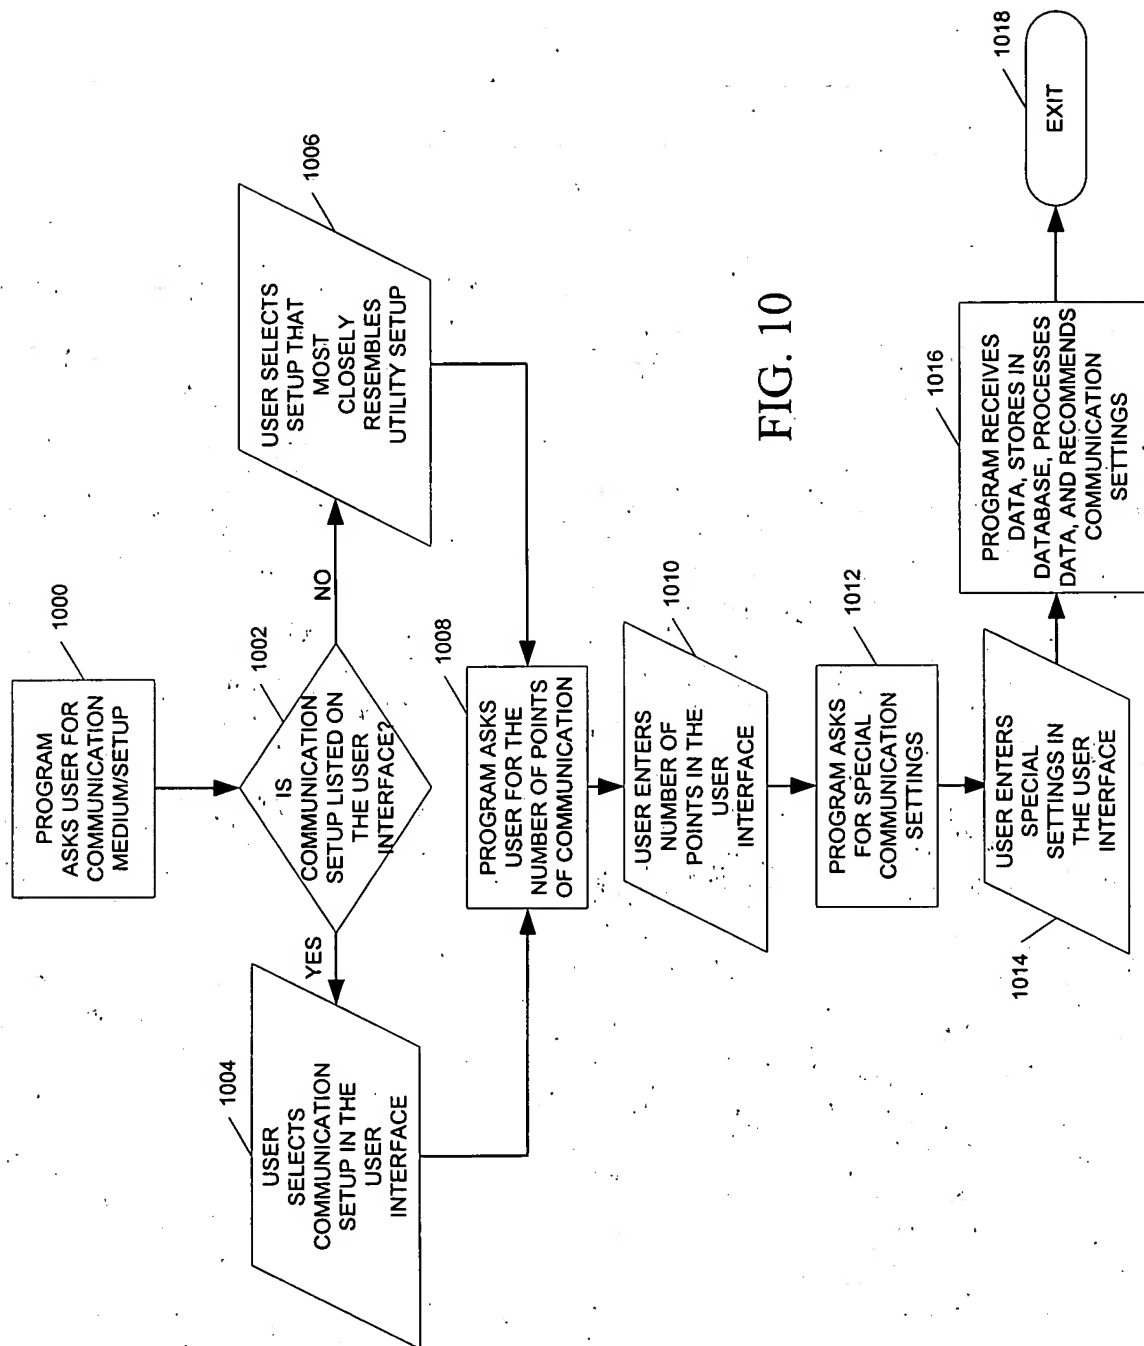 1000
PROGRAM
ASKS USER FOR
COMMUNICATION
MEDIUM/SETUP
1002
IS
COMMUNICATION
SETUP LISTED ON
THE USER
INTERFACE?
YES
NO
1004
USER
SELECTS
COMMUNICATION
SETUP IN THE
USER
INTERFACE
1006
USER SELECTS
SETUP THAT
MOST
CLOSELY
RESEMBLES
UTILITY SETUP
1008
PROGRAM ASKS
USER FOR THE
NUMBER OF POINTS
OF COMMUNICATION
1010
USER ENTERS
NUMBER OF
POINTS IN THE
USER
INTERFACE
1012
PROGRAM ASKS
FOR SPECIAL
COMMUNICATION
SETTINGS
1014
USER ENTERS
SPECIAL
SETTINGS IN
THE USER
INTERFACE
1016
PROGRAM RECEIVES
DATA, STORES IN
DATABASE, PROCESSES
DATA, AND RECOMMENDS
COMMUNICATION
SETTINGS
1018
EXIT
FIG. 10